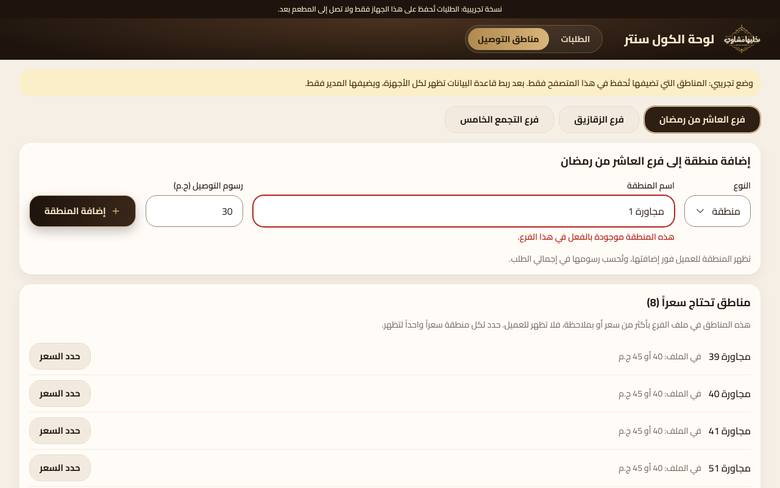 نسخة تجريبية: الطلبات تُحفظ على هذا الجهاز فقط ولا تصل إلى المطعم بعد.
لوحة الكول سنتر
الطلبات
مناطق التوصيل
وضع تجريبي: المناطق التي تضيفها تُحفظ في هذا المتصفح فقط. بعد ربط قاعدة البيانات تظهر لكل الأجهزة، ويضيفها المدير فقط.
فرع العاشر من رمضان
فرع الزقازيق
فرع التجمع الخامس
إضافة منطقة إلى فرع العاشر من رمضان
النوع
اسم المنطقة
رسوم التوصيل (ج.م)
منطقة
مجاورة 1
30
+ إضافة المنطقة
هذه المنطقة موجودة بالفعل في هذا الفرع.
تظهر المنطقة للعميل فور إضافتها، وتُحسب رسومها في إجمالي الطلب.
مناطق تحتاج سعراً (8)
هذه المناطق في ملف الفرع بأكثر من سعر أو بملاحظة، فلا تظهر للعميل. حدد لكل منطقة سعراً واحداً لتظهر.
مجاورة 39 في الملف: 40 أو 45 ج.م حدد السعر
مجاورة 40 في الملف: 40 أو 45 ج.م حدد السعر
مجاورة 41 في الملف: 40 أو 45 ج.م حدد السعر
مجاورة 51 في الملف: 40 أو 45 ج.م حدد السعر